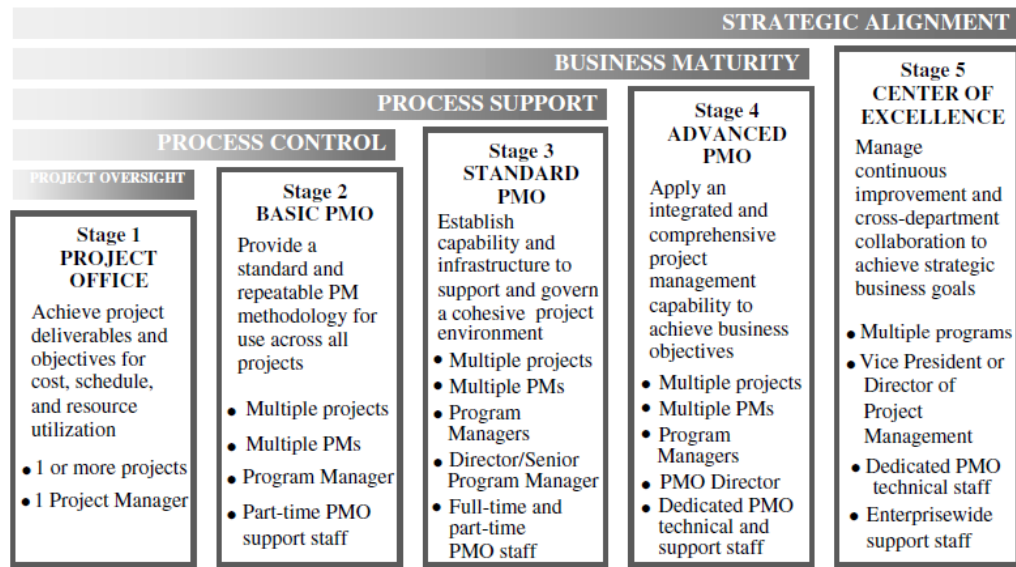 STRATEGIC ALIGNMENT
BUSINESS MATURITY
PROCESS SUPPORT
PROCESS CONTROL
PROJECT OVERSIGHT
Stage 1
PROJECT
OFFICE
Achieve project
deliverables and
objectives for
cost, schedule,
and resource
utilization
• 1 or more projects
• 1 Project Manager
Stage 2
BASIC PMO
Provide a
standard and
repeatable PM
methodology for
use across all
projects
• Multiple projects
• Multiple PMs
• Program Manager
• Part-time PMO
support staff
Stage 3
STANDARD
PMO
Establish
capability and
infrastructure to
support and govern
a cohesive project
environment
• Multiple projects
• Multiple PMs
• Program
Managers
• Director/Senior
Program Manager
• Full-time and
part-time
PMO staff
Stage 4
ADVANCED
PMO
Apply an
integrated and
comprehensive
project
management
capability to
achieve business
objectives
• Multiple projects
• Multiple PMs
• Program
Managers
• PMO Director
• Dedicated PMO
technical and
support staff
Stage 5
CENTER OF
EXCELLENCE
Manage
continuous
improvement and
cross-department
collaboration to
achieve strategic
business goals
• Multiple programs
• Vice President or
Director of
Project
Management
• Dedicated PMO
technical staff
• Enterprisewide
support staff